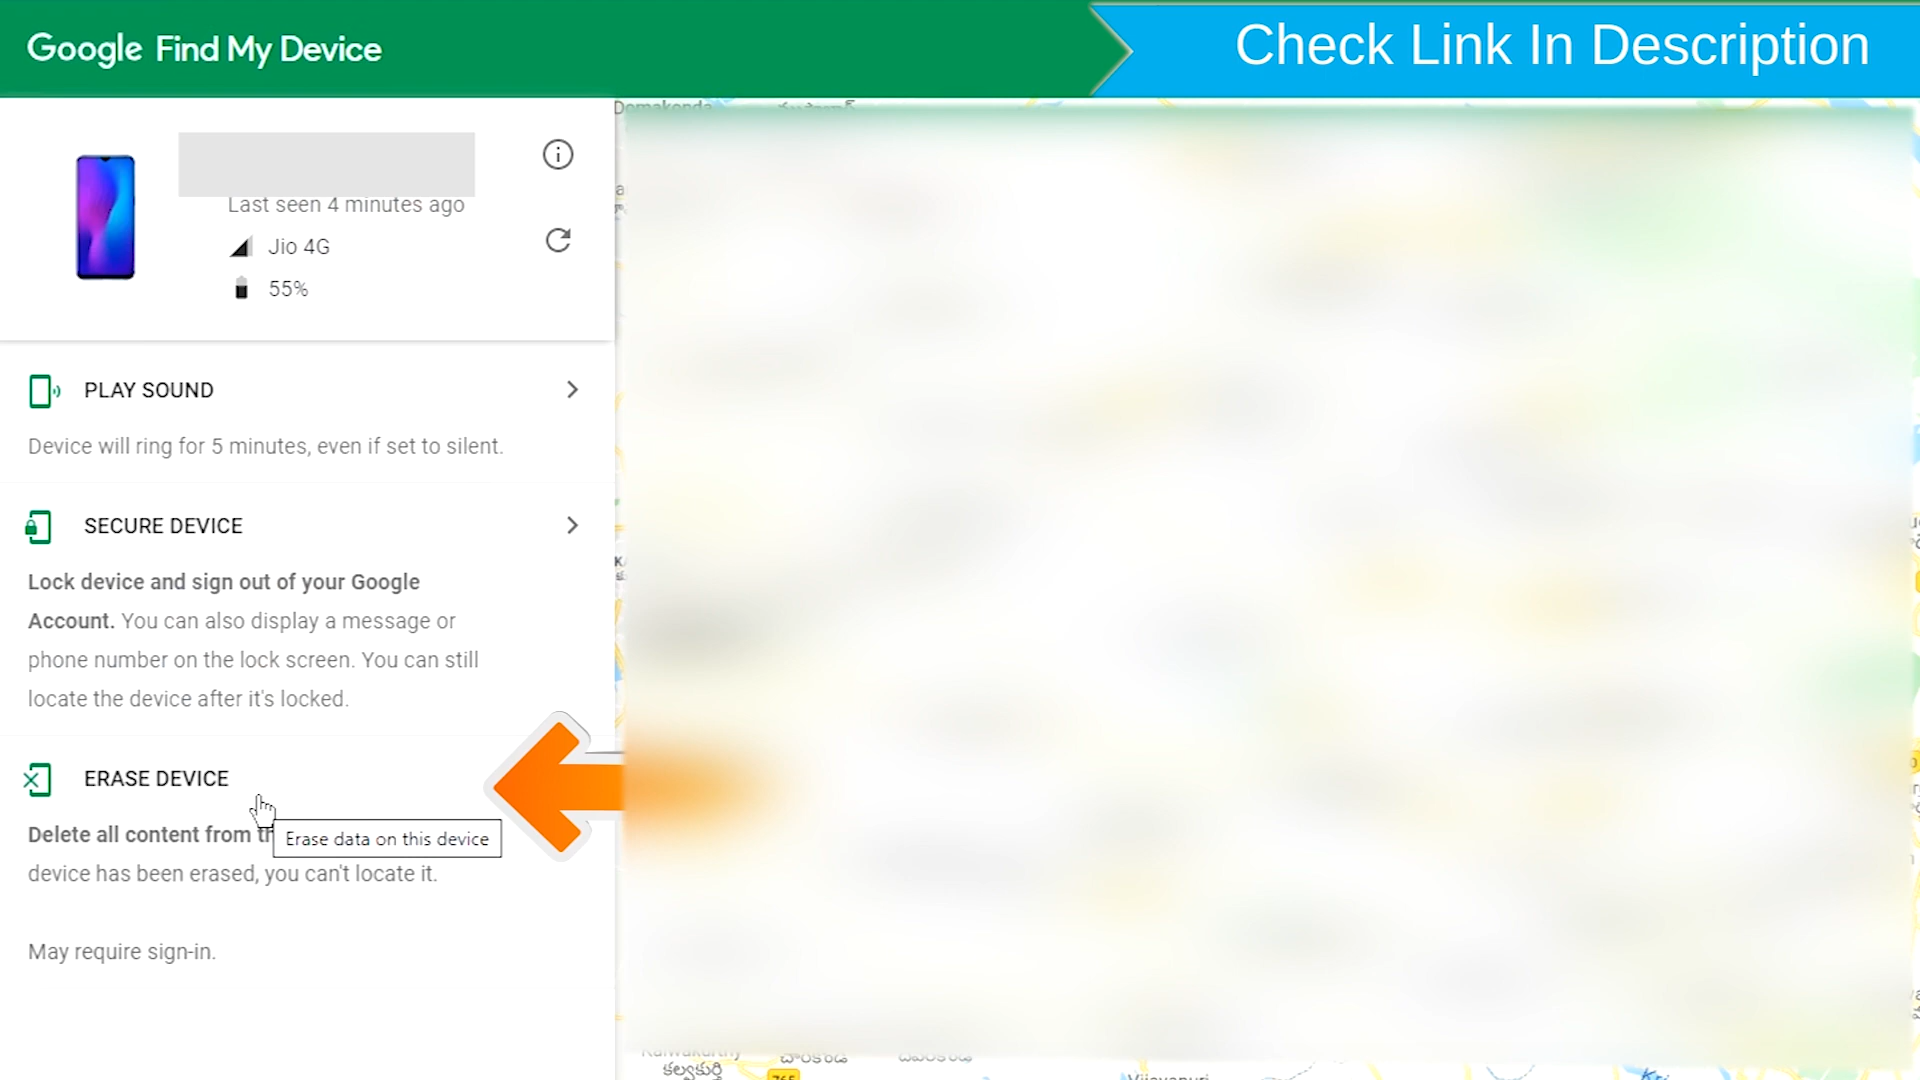 Google Find My Device
Check Link In Description
Domakonda
Last seen 4 minutes ago
Jio 4G
55%
PLAY SOUND
Device will ring for 5 minutes, even if set to silent.
SECURE DEVICE
Lock device and sign out of your Google
Account. You can also display a message or
phone number on the lock screen. You can still
locate the device after it's locked.
ERASE DEVICE
Erase data on this device
Delete all content from
device has been erased, you can't locate it.
May require sign-in.
కల్వకుర్తి
765